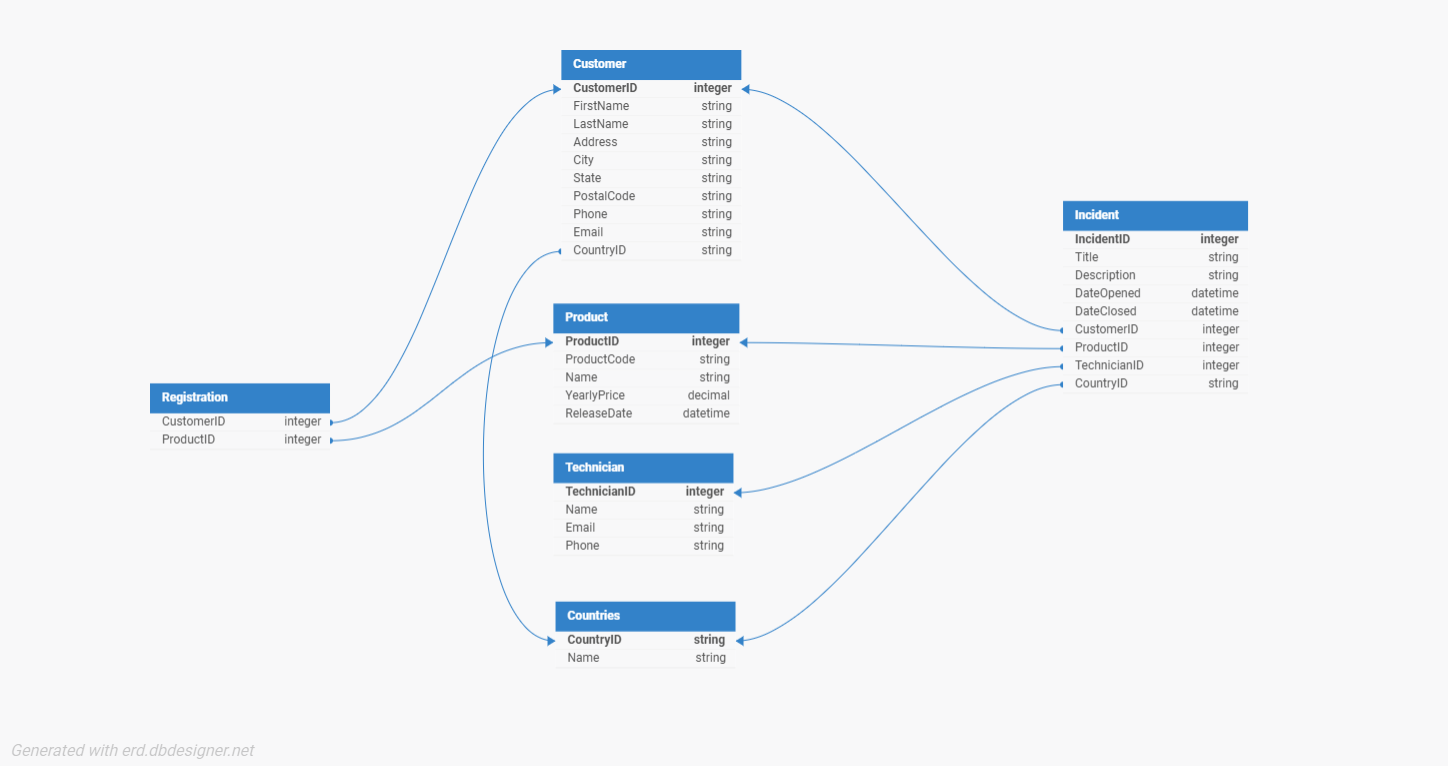 Customer
CustomerID integer
FirstName string
LastName string
Address string
City string
State string
PostalCode string
Phone string
Email string
CountryID string
Incident
IncidentID integer
Title string
Description string
DateOpened datetime
DateClosed datetime
CustomerID integer
ProductID integer
TechnicianID integer
CountryID string
Product
ProductID integer
ProductCode string
Name string
YearlyPrice decimal
ReleaseDate datetime
Registration
CustomerID integer
ProductID integer
Technician
TechnicianID integer
Name string
Email string
Phone string
Countries
CountryID string
Name string
Generated with erd.dbdesigner.net